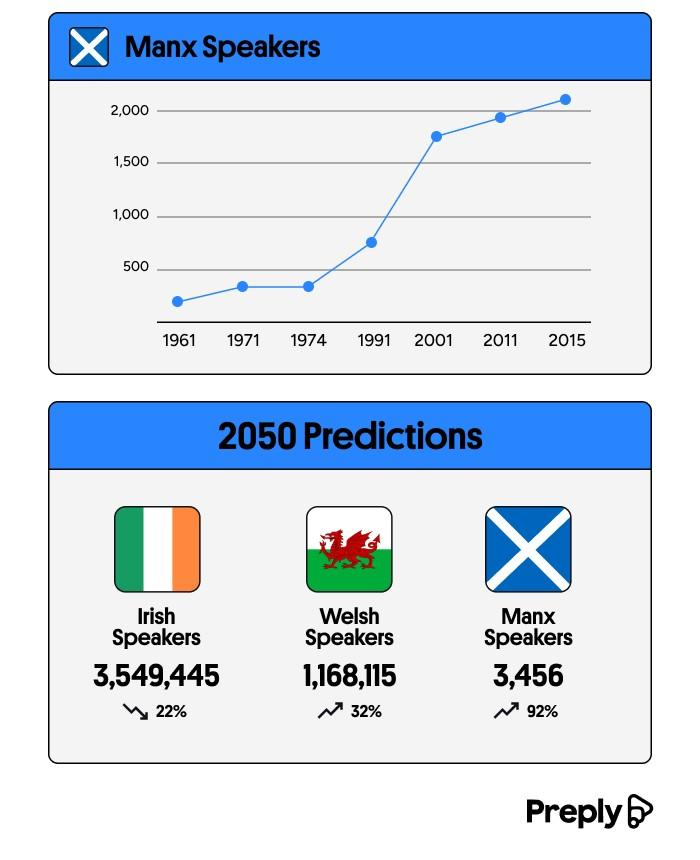 Manx Speakers
2,000
1,500
1,000
500
1961 1971 1974 1991 2001 2011 2015
2050 Predictions
Irish
Speakers
3,549,445
22%
Welsh
Speakers
1,168,115
32%
Manx
Speakers
3,456
92%
Preply